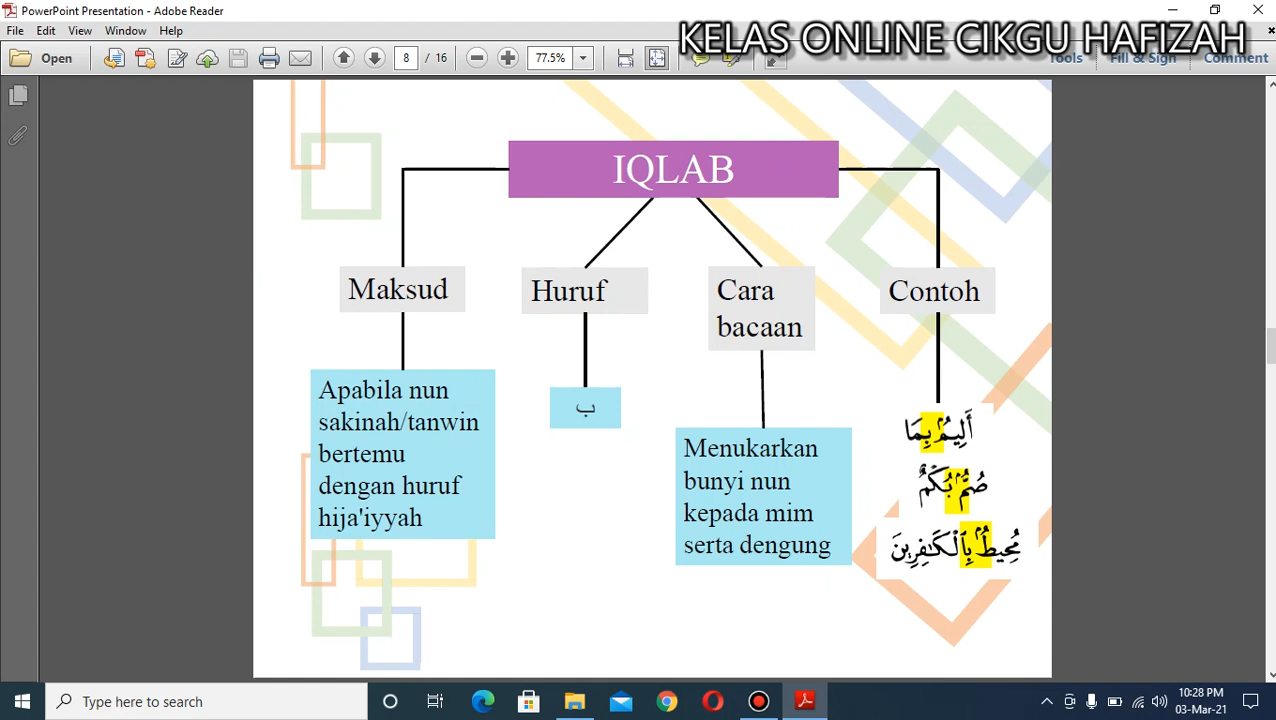 PowerPoint Presentation - Adobe Reader
File Edit View Window Help
KELAS ONLINE CIKGU HAFIZAH
Open
8 / 16
77.5%
Tools Fill & Sign Comment
IQLAB
Maksud
Huruf
Cara
bacaan
Contoh
Apabila nun
sakinah/tanwin
bertemu
dengan huruf
hija'iyyah
ب
Menukarkan
bunyi nun
kepada mim
serta dengung
أَلِيمُۢ بِمَا
صُمُّۢ بُكْمٌ
مُحِيطُۢ بِٱلْكَٰفِرِينَ
Type here to search
10:28 PM
03-Mar-21